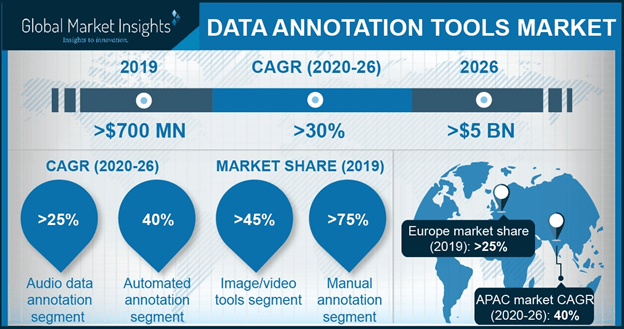 Global Market Insights
Insights to innovation.
DATA ANNOTATION TOOLS MARKET
2019
CAGR (2020-26)
2026
>$700 MN
>30%
>$5 BN
CAGR (2020-26)
MARKET SHARE (2019)
>25%
40%
>45%
>75%
Audio data
annotation
segment
Automated
annotation
segment
Image/video
tools segment
Manual
annotation
segment
Europe market share
(2019): >25%
APAC market CAGR
(2020-26): 40%